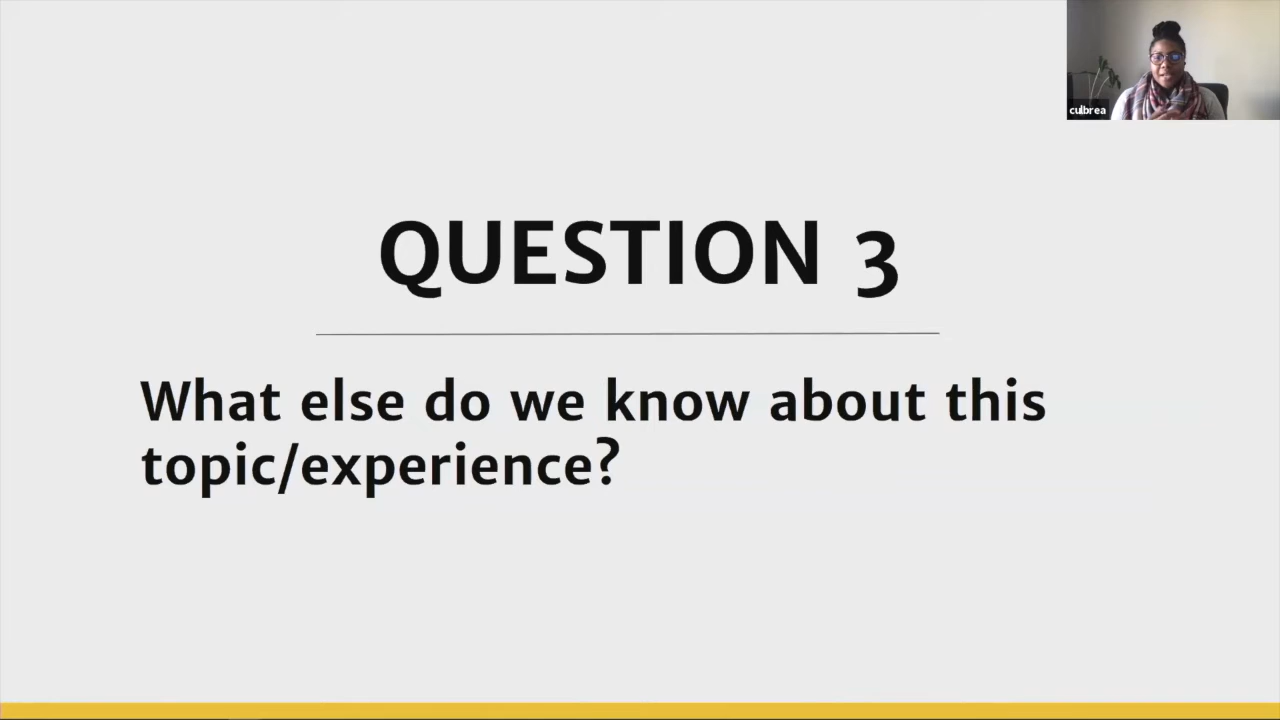 culbrea
QUESTION 3
What else do we know about this
topic/experience?